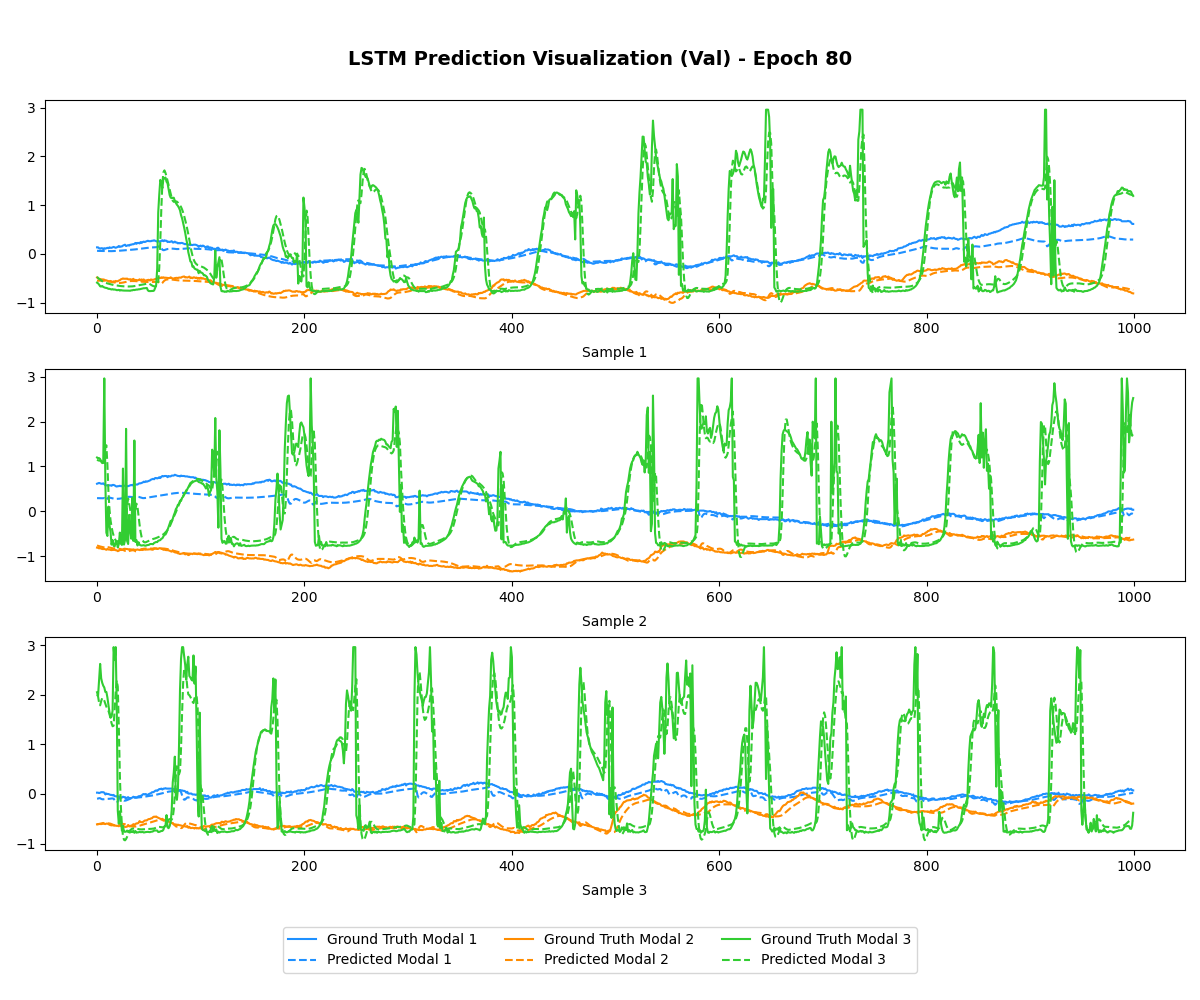 LSTM Prediction Visualization (Val) - Epoch 80
3
2
1
0
−1
0 200 400 600 800 1000
Sample 1
3
2
1
0
−1
0 200 400 600 800 1000
Sample 2
3
2
1
0
−1
0 200 400 600 800 1000
Sample 3
Ground Truth Modal 1 Ground Truth Modal 2 Ground Truth Modal 3
Predicted Modal 1 Predicted Modal 2 Predicted Modal 3